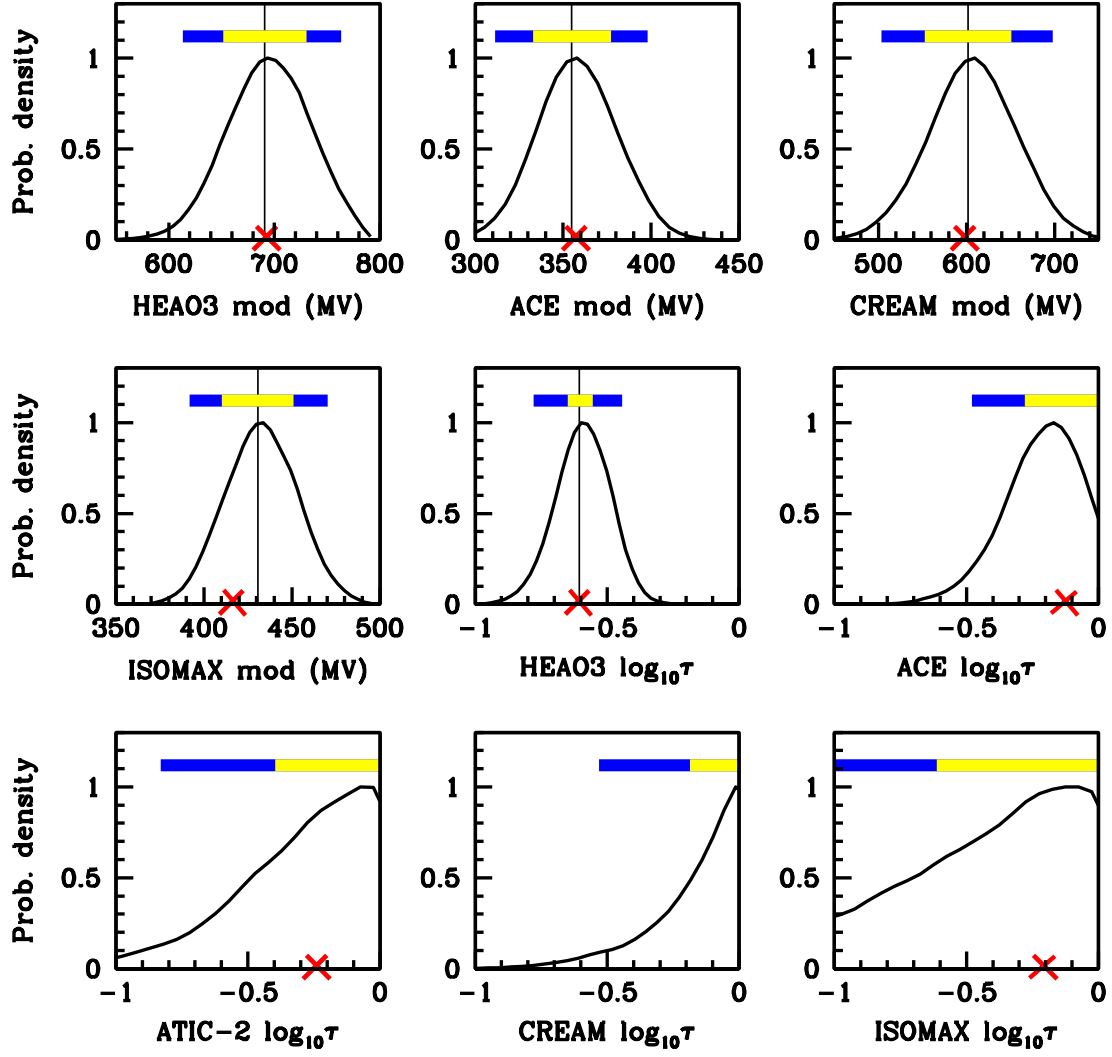 Prob. density
1
0.5
0
600 700 800
HEAO3 mod (MV)
300 350 400 450
ACE mod (MV)
500 600 700
CREAM mod (MV)
Prob. density
1
0.5
0
350 400 450 500
ISOMAX mod (MV)
−1 −0.5 0
HEAO3 log₁₀τ
−1 −0.5 0
ACE log₁₀τ
Prob. density
1
0.5
0
−1 −0.5 0
ATIC−2 log₁₀τ
−1 −0.5 0
CREAM log₁₀τ
−1 −0.5 0
ISOMAX log₁₀τ